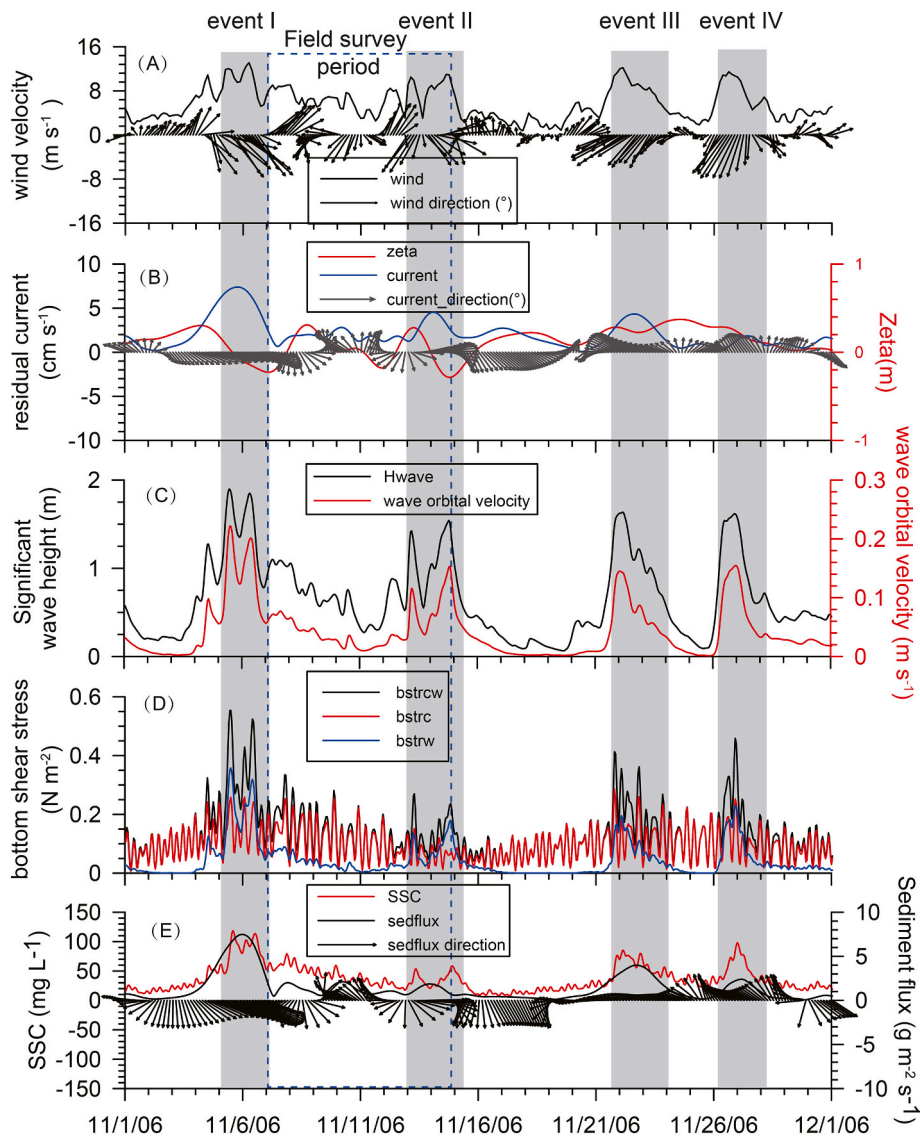 event I event II event III event IV
Field survey
period
(A)
wind velocity
(m s-1)
16
8
0
-8
-16
wind
wind direction (°)
(B)
residual current
(cm s-1)
10
5
0
-5
-10
zeta
current
current_direction(°)
1
0
-1
Zeta(m)
(C)
Significant
wave height (m)
2
1
0
Hwave
wave orbital velocity
0.3
0.2
0.1
0
wave orbital velocity (m s-1)
(D)
bottom shear stress
(N m-2)
0.6
0.4
0.2
0
bstrcw
bstrc
bstrw
(E)
SSC (mg L-1)
150
100
50
0
-50
-100
-150
SSC
sedflux
sedflux direction
10
5
0
-5
-10
Sediment flux (g m-2 s-1)
11/1/06 11/6/06 11/11/06 11/16/06 11/21/06 11/26/06 12/1/06